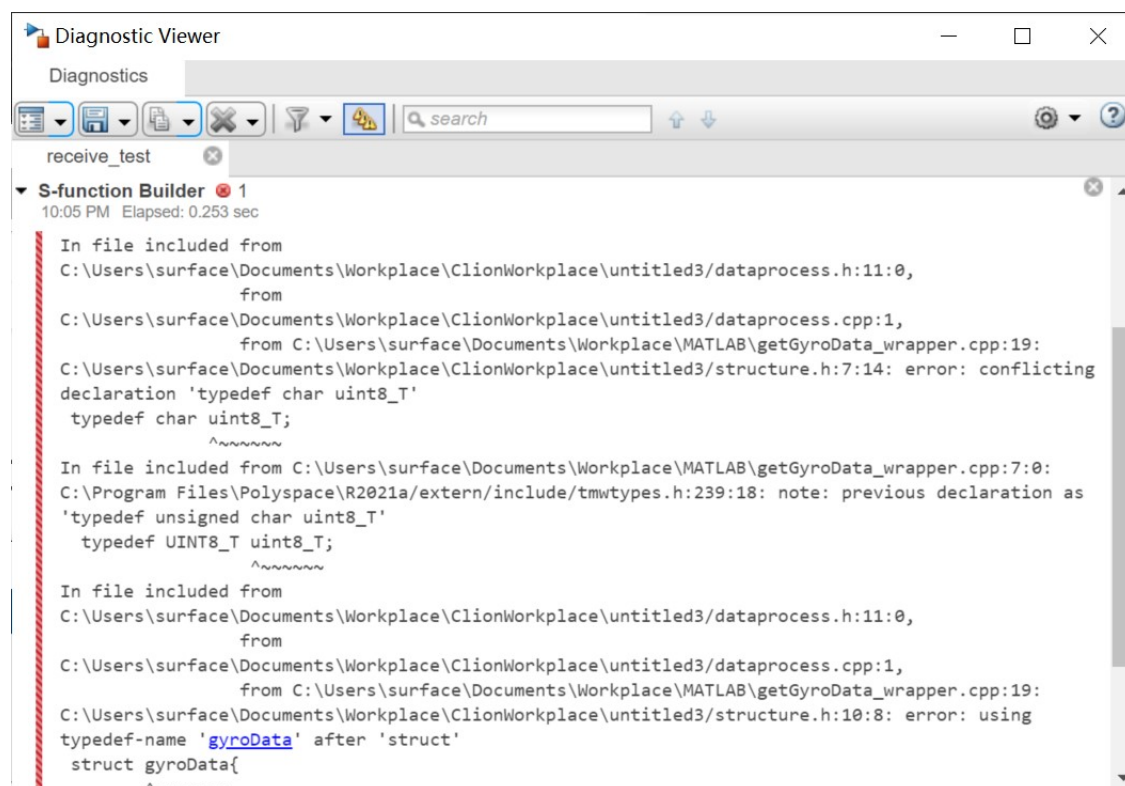 Diagnostic Viewer
Diagnostics
search
receive_test
S-function Builder 1
10:05 PM Elapsed: 0.253 sec
In file included from
C:\Users\surface\Documents\Workplace\ClionWorkplace\untitled3/dataprocess.h:11:0,
from
C:\Users\surface\Documents\Workplace\ClionWorkplace\untitled3/dataprocess.cpp:1,
from C:\Users\surface\Documents\Workplace\MATLAB\getGyroData_wrapper.cpp:19:
C:\Users\surface\Documents\Workplace\ClionWorkplace\untitled3/structure.h:7:14: error: conflicting
declaration 'typedef char uint8_T'
typedef char uint8_T;
^~~~~~~
In file included from C:\Users\surface\Documents\Workplace\MATLAB\getGyroData_wrapper.cpp:7:0:
C:\Program Files\Polyspace\R2021a/extern/include/tmwtypes.h:239:18: note: previous declaration as
'typedef unsigned char uint8_T'
typedef UINT8_T uint8_T;
^~~~~~~
In file included from
C:\Users\surface\Documents\Workplace\ClionWorkplace\untitled3/dataprocess.h:11:0,
from
C:\Users\surface\Documents\Workplace\ClionWorkplace\untitled3/dataprocess.cpp:1,
from C:\Users\surface\Documents\Workplace\MATLAB\getGyroData_wrapper.cpp:19:
C:\Users\surface\Documents\Workplace\ClionWorkplace\untitled3/structure.h:10:8: error: using
typedef-name 'gyroData' after 'struct'
struct gyroData{